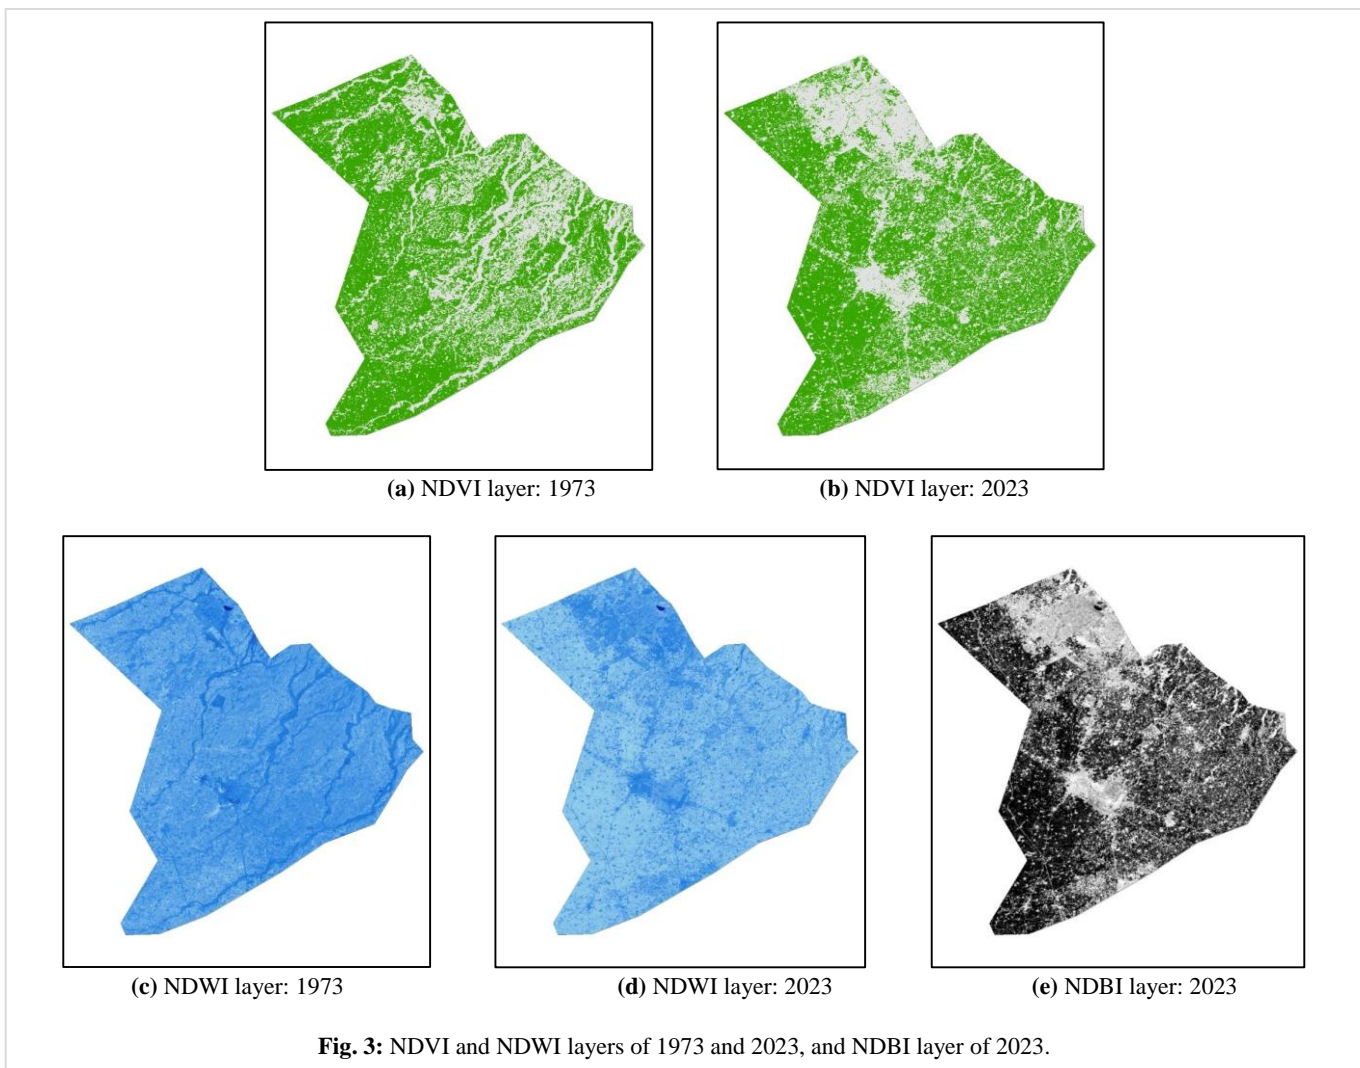 (a) NDVI layer: 1973
(b) NDVI layer: 2023
(c) NDWI layer: 1973
(d) NDWI layer: 2023
(e) NDBI layer: 2023
Fig. 3: NDVI and NDWI layers of 1973 and 2023, and NDBI layer of 2023.